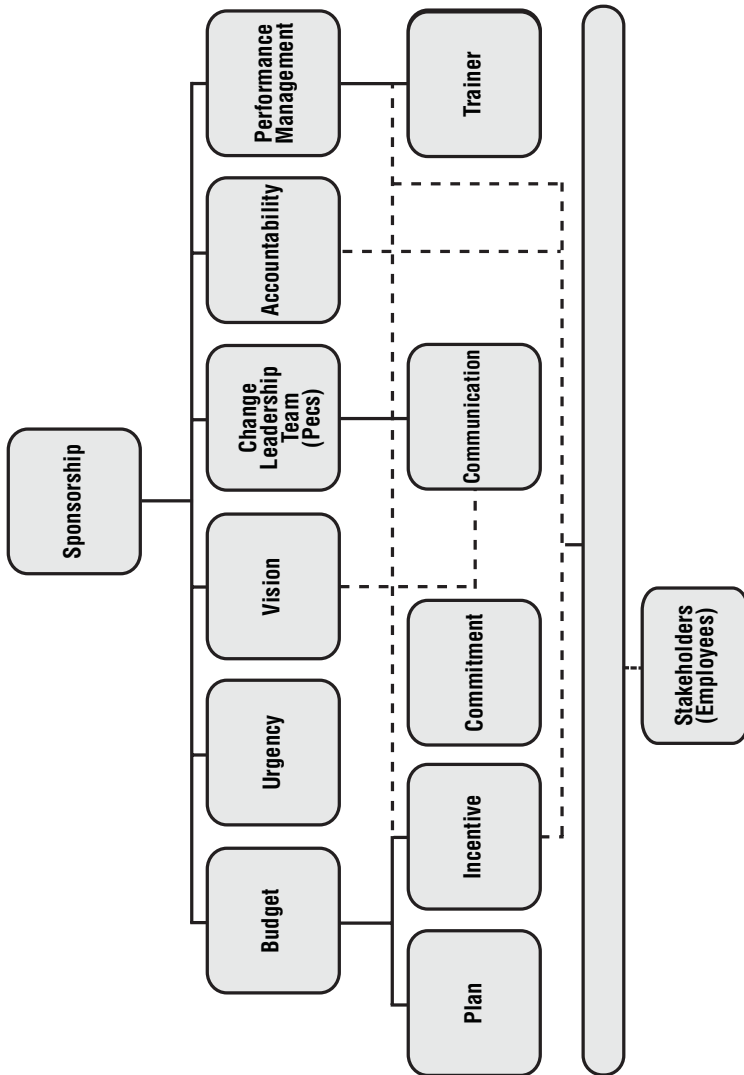 Sponsorship
Budget
Urgency
Vision
Change
Leadership
Team
(Pecs)
Accountability
Performance
Management
Plan
Incentive
Commitment
Communication
Trainer
Stakeholders
(Employees)